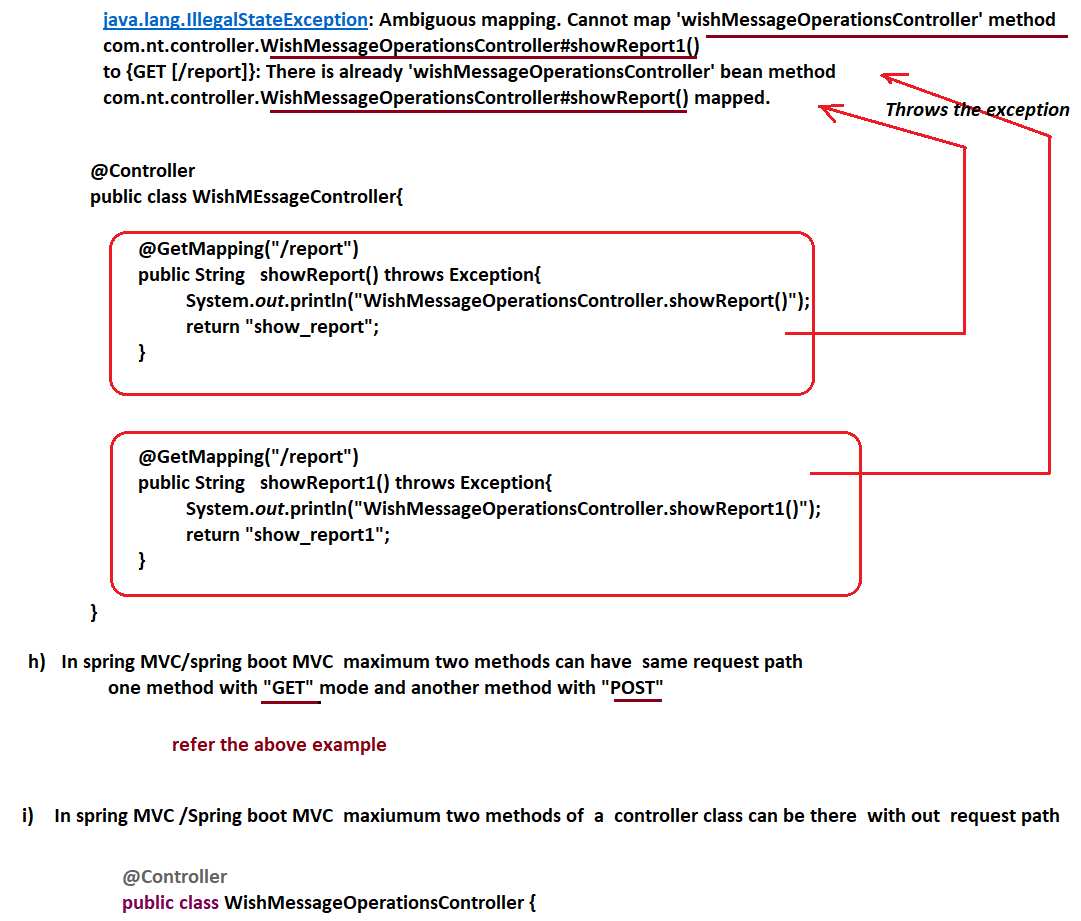 java.lang.IllegalStateException: Ambiguous mapping. Cannot map 'wishMessageOperationsController' method
com.nt.controller.WishMessageOperationsController#showReport1()
to {GET [/report]}: There is already 'wishMessageOperationsController' bean method
com.nt.controller.WishMessageOperationsController#showReport() mapped.
Throws the exception
@Controller
public class WishMEssageController{
@GetMapping("/report")
public String showReport() throws Exception{
System.out.println("WishMessageOperationsController.showReport()");
return "show_report";
}
@GetMapping("/report")
public String showReport1() throws Exception{
System.out.println("WishMessageOperationsController.showReport1()");
return "show_report1";
}
}
h) In spring MVC/spring boot MVC maximum two methods can have same request path
one method with "GET" mode and another method with "POST"
refer the above example
i) In spring MVC /Spring boot MVC maxiumum two methods of a controller class can be there with out request path
@Controller
public class WishMessageOperationsController {